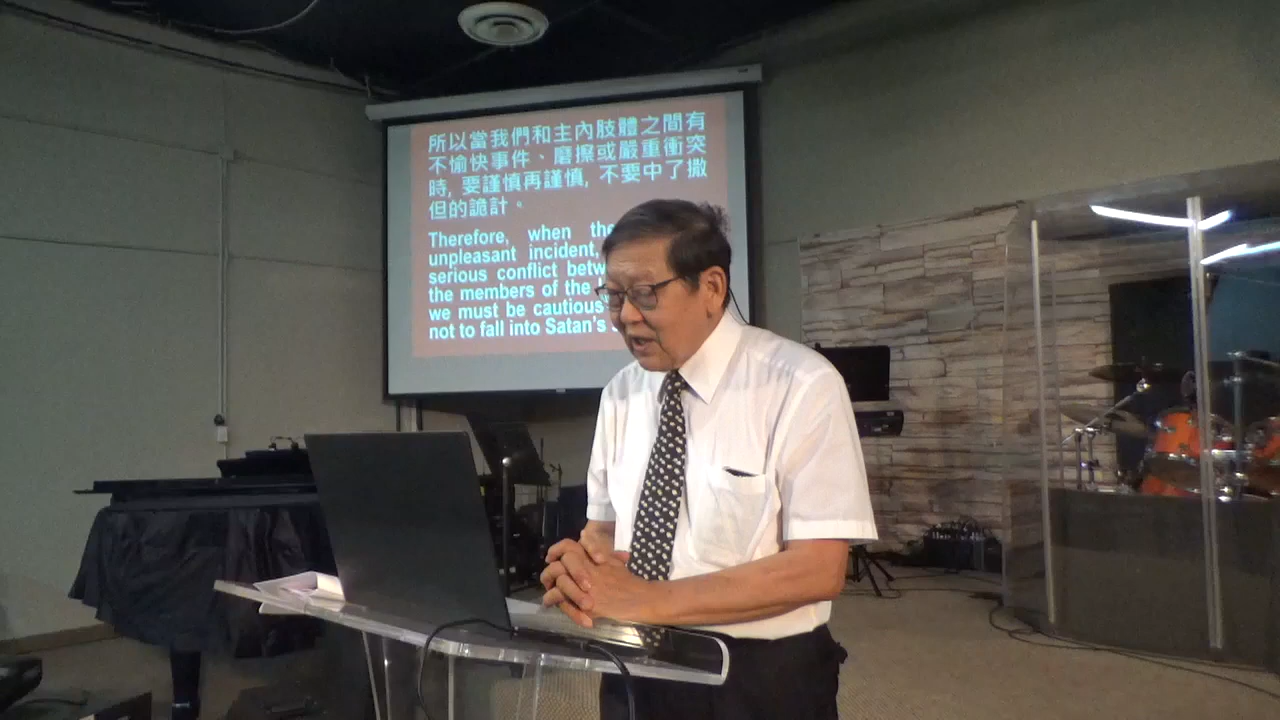 所以當我們和主內肢體之間有
不愉快事件、磨擦或嚴重衝突
時, 要謹慎再謹慎, 不要中了撒
但的詭計。
Therefore, when
unpleasant incident,
serious conflict
the members of the
we must be cautious
not to fall into Satan's